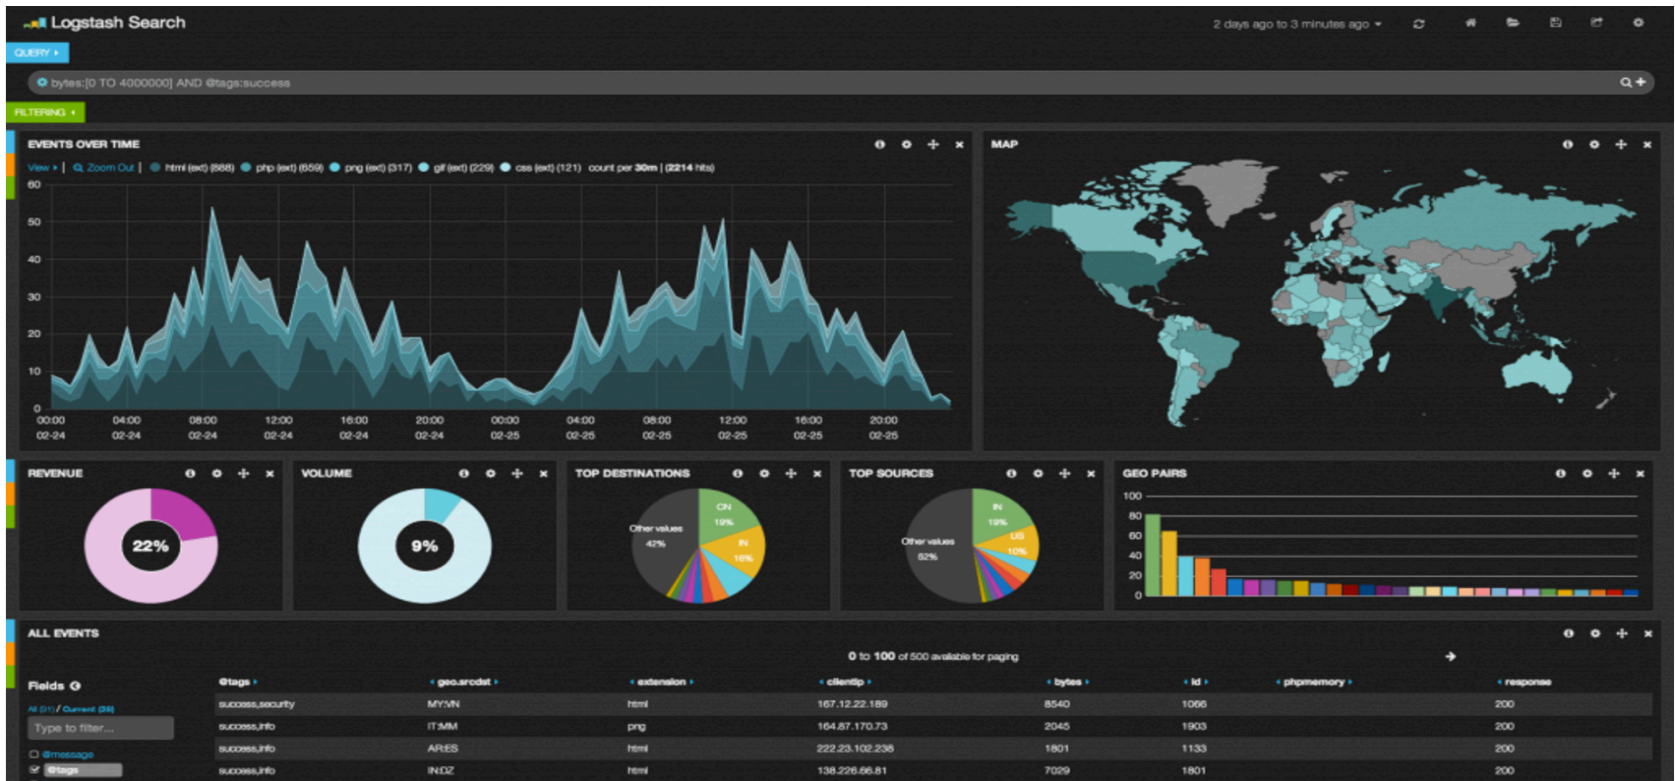 Logstash Search
2 days ago to 3 minutes ago
QUERY
bytes:[0 TO 4000000] AND @tags:success
FILTERING
EVENTS OVER TIME
View | Zoom Out | html (ext) (888) php (ext) (659) png (ext) (317) gif (ext) (229) css (ext) (121) count per 30m | (2214 hits)
60
50
40
30
20
10
0
00:00 04:00 08:00 12:00 16:00 20:00 00:00 04:00 08:00 12:00 16:00 20:00
02-24 02-24 02-24 02-24 02-24 02-24 02-25 02-25 02-25 02-25 02-25 02-25
MAP
REVENUE
22%
VOLUME
9%
TOP DESTINATIONS
CN
19%
IN
16%
Other values
42%
TOP SOURCES
IN
19%
US
10%
Other values
52%
GEO PAIRS
100
80
60
40
20
0
ALL EVENTS
0 to 100 of 500 available for paging
Fields
All (31) / Current (28)
Type to filter...
@message
@tags
@tags geo.srcdst extension clientip bytes id phpmemory response
success,security MY:VN html 167.12.22.189 8540 1066 200
success,info IT:MM png 164.87.170.73 2045 1903 200
success,info AR:ES html 222.23.102.238 1801 1133 200
success,info IN:DZ html 138.226.66.81 7029 1801 200